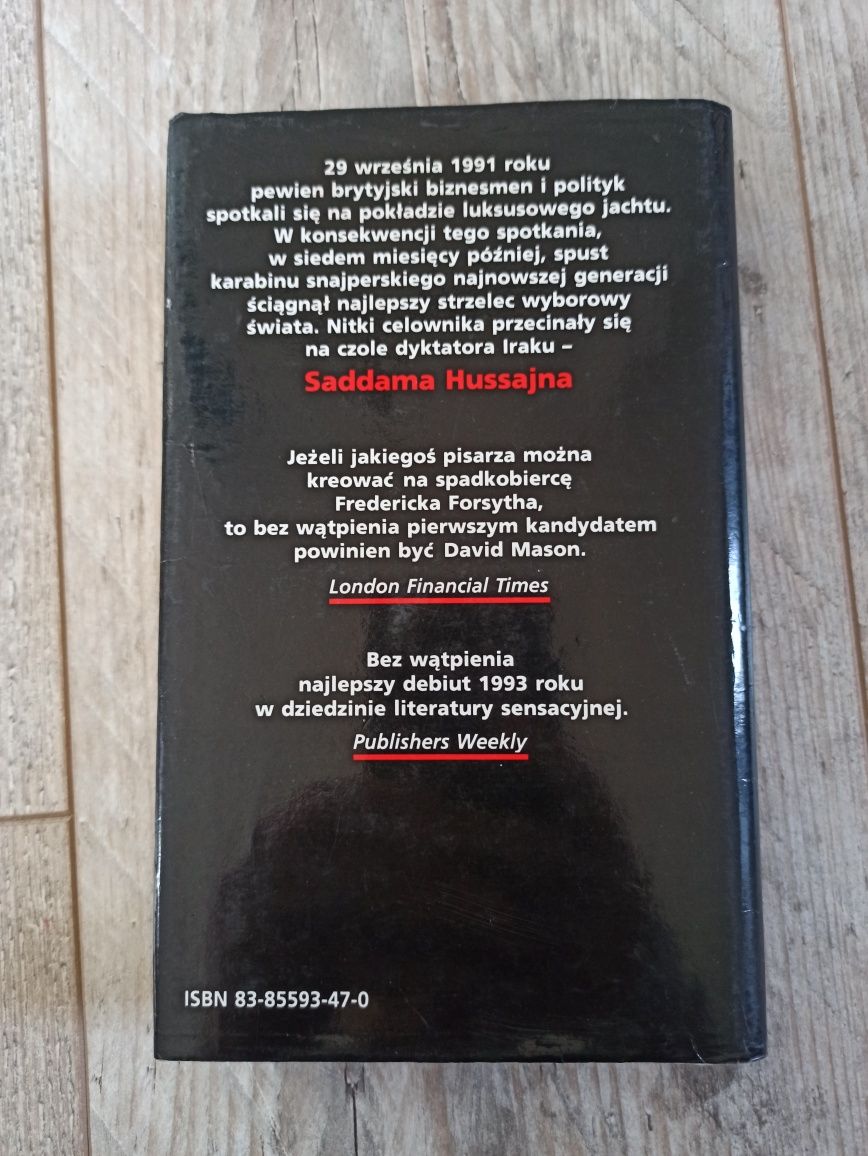 29 września 1991 roku
pewien brytyjski biznesmen i polityk
spotkali się na pokładzie luksusowego jachtu.
W konsekwencji tego spotkania,
w siedem miesięcy później, spust
karabinu snajperskiego najnowszej generacji
ściągnął najlepszy strzelec wyborowy
świata. Nitki celownika przecinały się
na czole dyktatora Iraku –
Saddama Hussajna
Jeżeli jakiegoś pisarza można
kreować na spadkobiercę
Fredericka Forsytha,
to bez wątpienia pierwszym kandydatem
powinien być David Mason.
London Financial Times
Bez wątpienia
najlepszy debiut 1993 roku
w dziedzinie literatury sensacyjnej.
Publishers Weekly
ISBN 83-85593-47-0